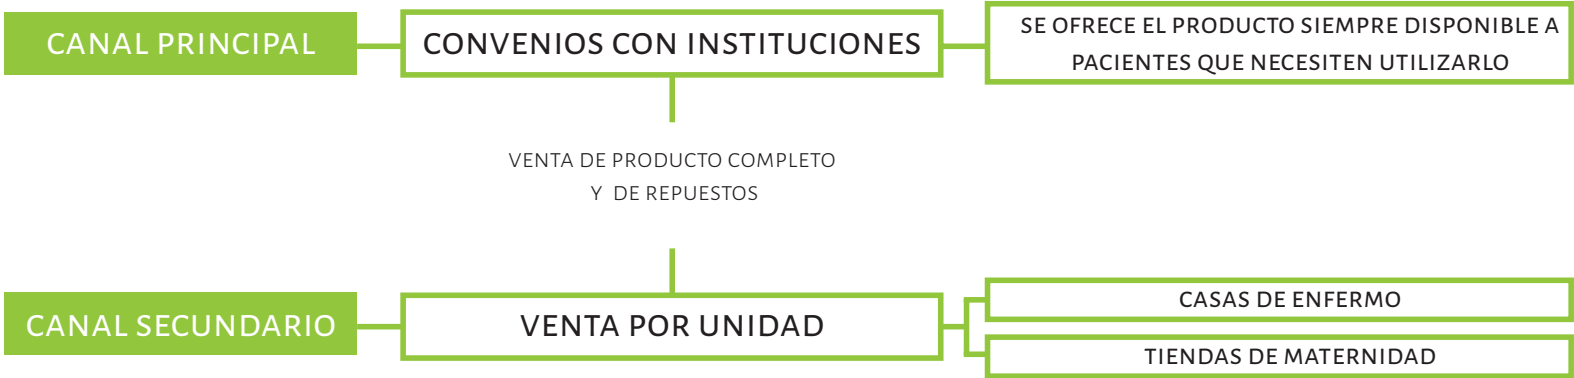 CANAL PRINCIPAL
CONVENIOS CON INSTITUCIONES
SE OFRECE EL PRODUCTO SIEMPRE DISPONIBLE A
PACIENTES QUE NECESITEN UTILIZARLO
VENTA DE PRODUCTO COMPLETO
Y DE REPUESTOS
CANAL SECUNDARIO
VENTA POR UNIDAD
CASAS DE ENFERMO
TIENDAS DE MATERNIDAD